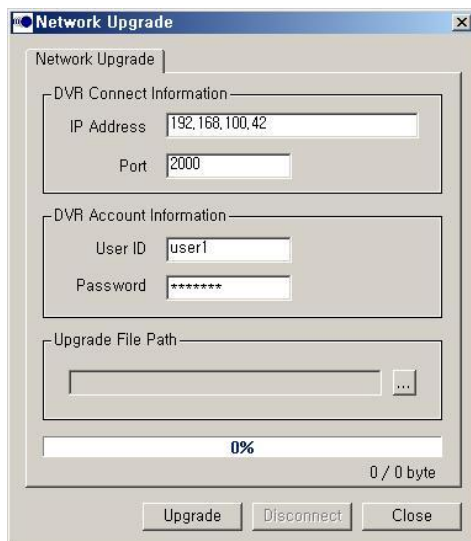 Network Upgrade
Network Upgrade
DVR Connect Information
IP Address 192,168,100,42
Port 2000
DVR Account Information
User ID user1
Password *******
Upgrade File Path
...
0%
0 / 0 byte
Upgrade Disconnect Close